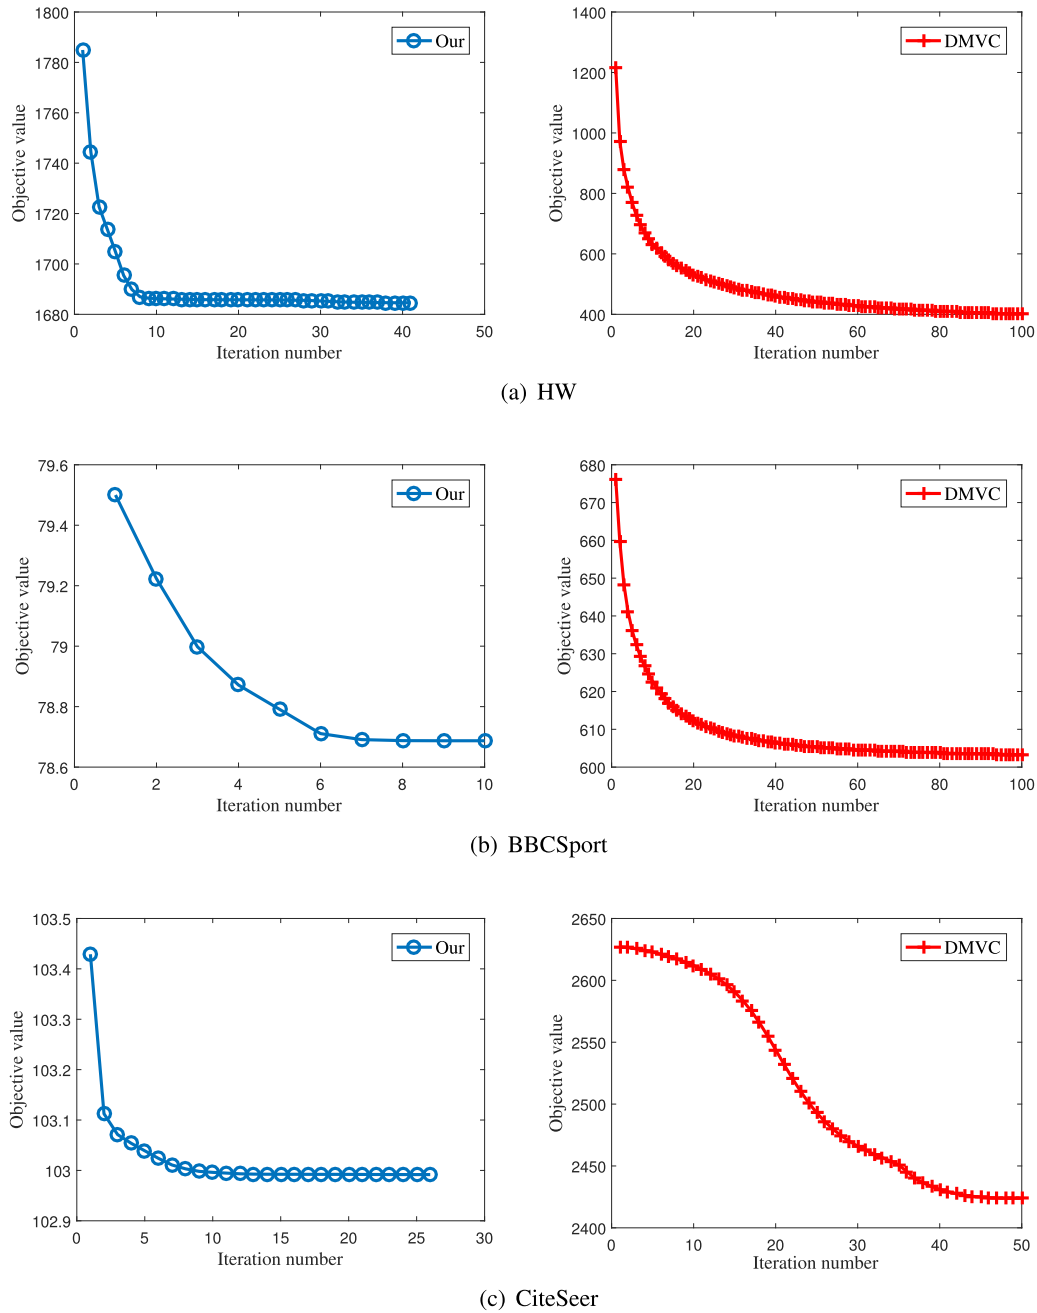 1800
1780
1760
1740
1720
1700
1680
0 10 20 30 40 50
Objective value
Iteration number
Our
1400
1200
1000
800
600
400
0 20 40 60 80 100
Objective value
Iteration number
DMVC
(a) HW
79.6
79.4
79.2
79
78.8
78.6
0 2 4 6 8 10
Objective value
Iteration number
Our
680
670
660
650
640
630
620
610
600
0 20 40 60 80 100
Objective value
Iteration number
DMVC
(b) BBCSport
103.5
103.4
103.3
103.2
103.1
103
102.9
0 5 10 15 20 25 30
Objective value
Iteration number
Our
2650
2600
2550
2500
2450
2400
0 10 20 30 40 50
Objective value
Iteration number
DMVC
(c) CiteSeer